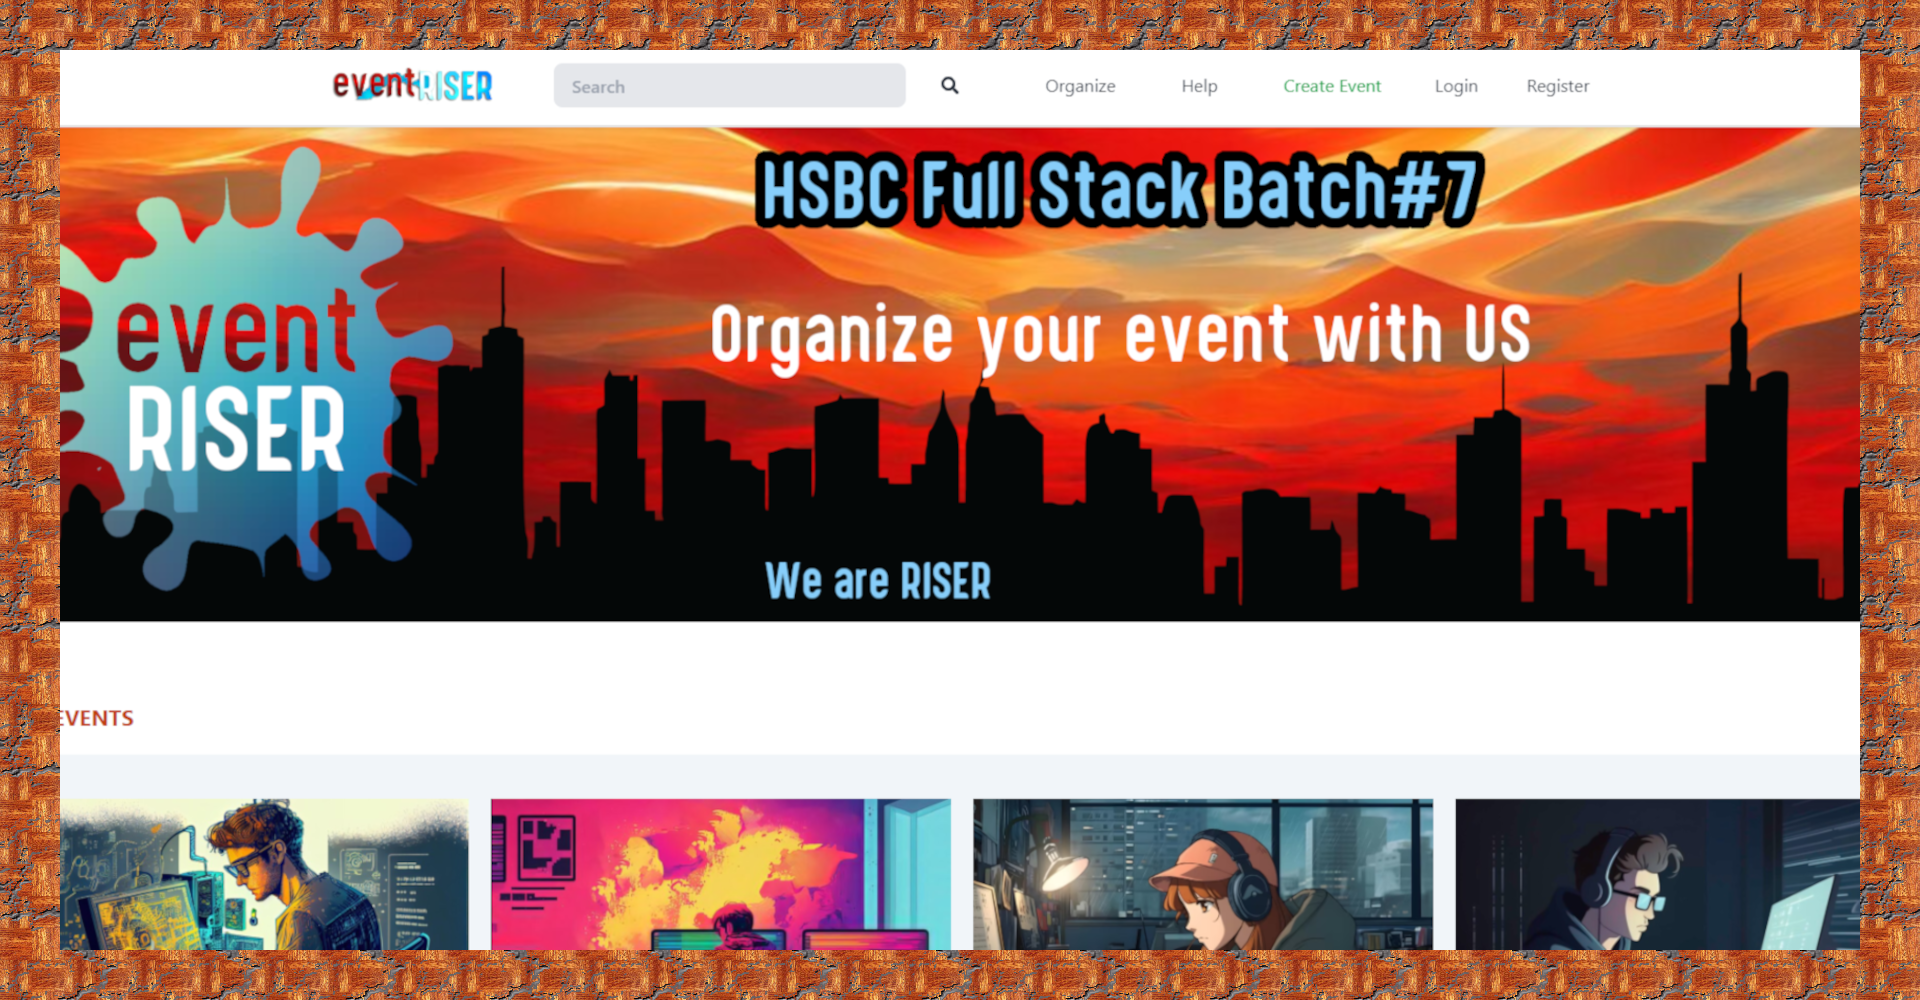 eventRISER
Search
Organize
Help
Create Event
Login
Register
HSBC Full Stack Batch#7
Organize your event with US
event
RISER
We are RISER
EVENTS